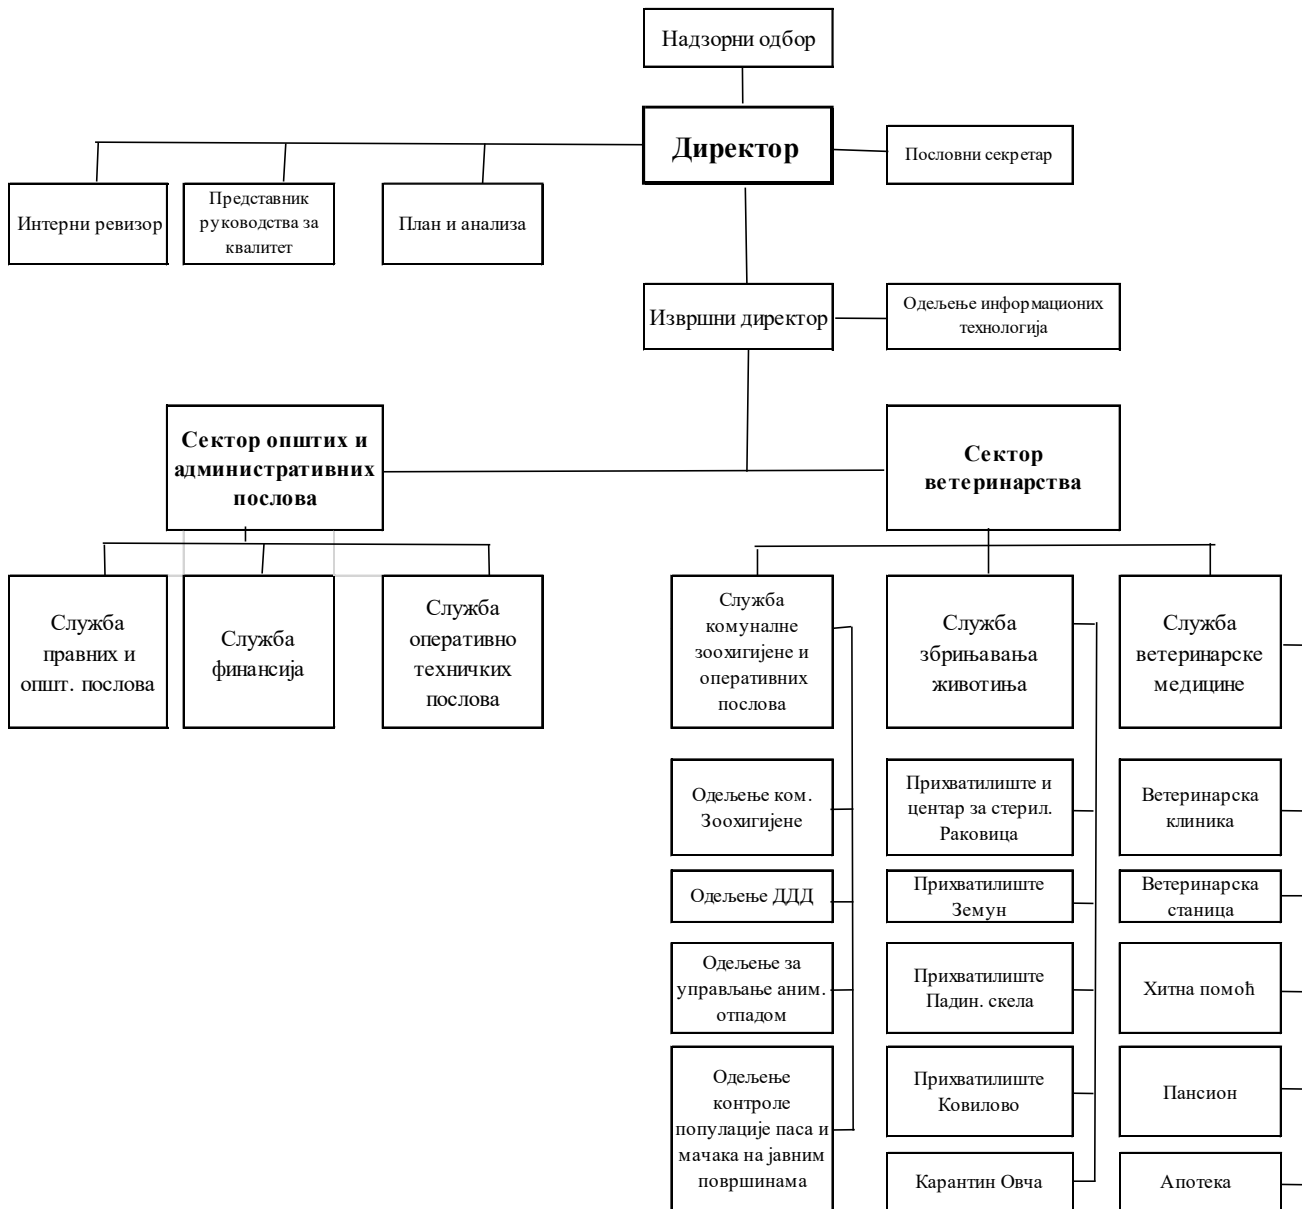 Надзорни одбор
Директор
Пословни секретар
Интерни ревизор
Представник
руководства за
квалитет
План и анализа
Извршни директор
Одељење информационих
технологија
Сектор општих и
административних
послова
Сектор
ветеринарства
Служба
правних и
општ. послова
Служба
финансија
Служба
оперативно
техничких
послова
Служба
комуналне
зоохигијене и
оперативних
послова
Служба
збрињавања
животиња
Служба
ветеринарске
медицине
Одељење ком.
Зоохигијене
Прихватилиште и
центар за стерил.
Раковица
Ветеринарска
клиника
Одељење ДДД
Прихватилиште
Земун
Ветеринарска
станица
Одељење за
управљање аним.
отпадом
Прихватилиште
Падин. скела
Хитна помоћ
Одељење
контроле
популације паса и
мачака на јавним
површинама
Прихватилиште
Ковилово
Пансион
Карантин Овча
Апотека